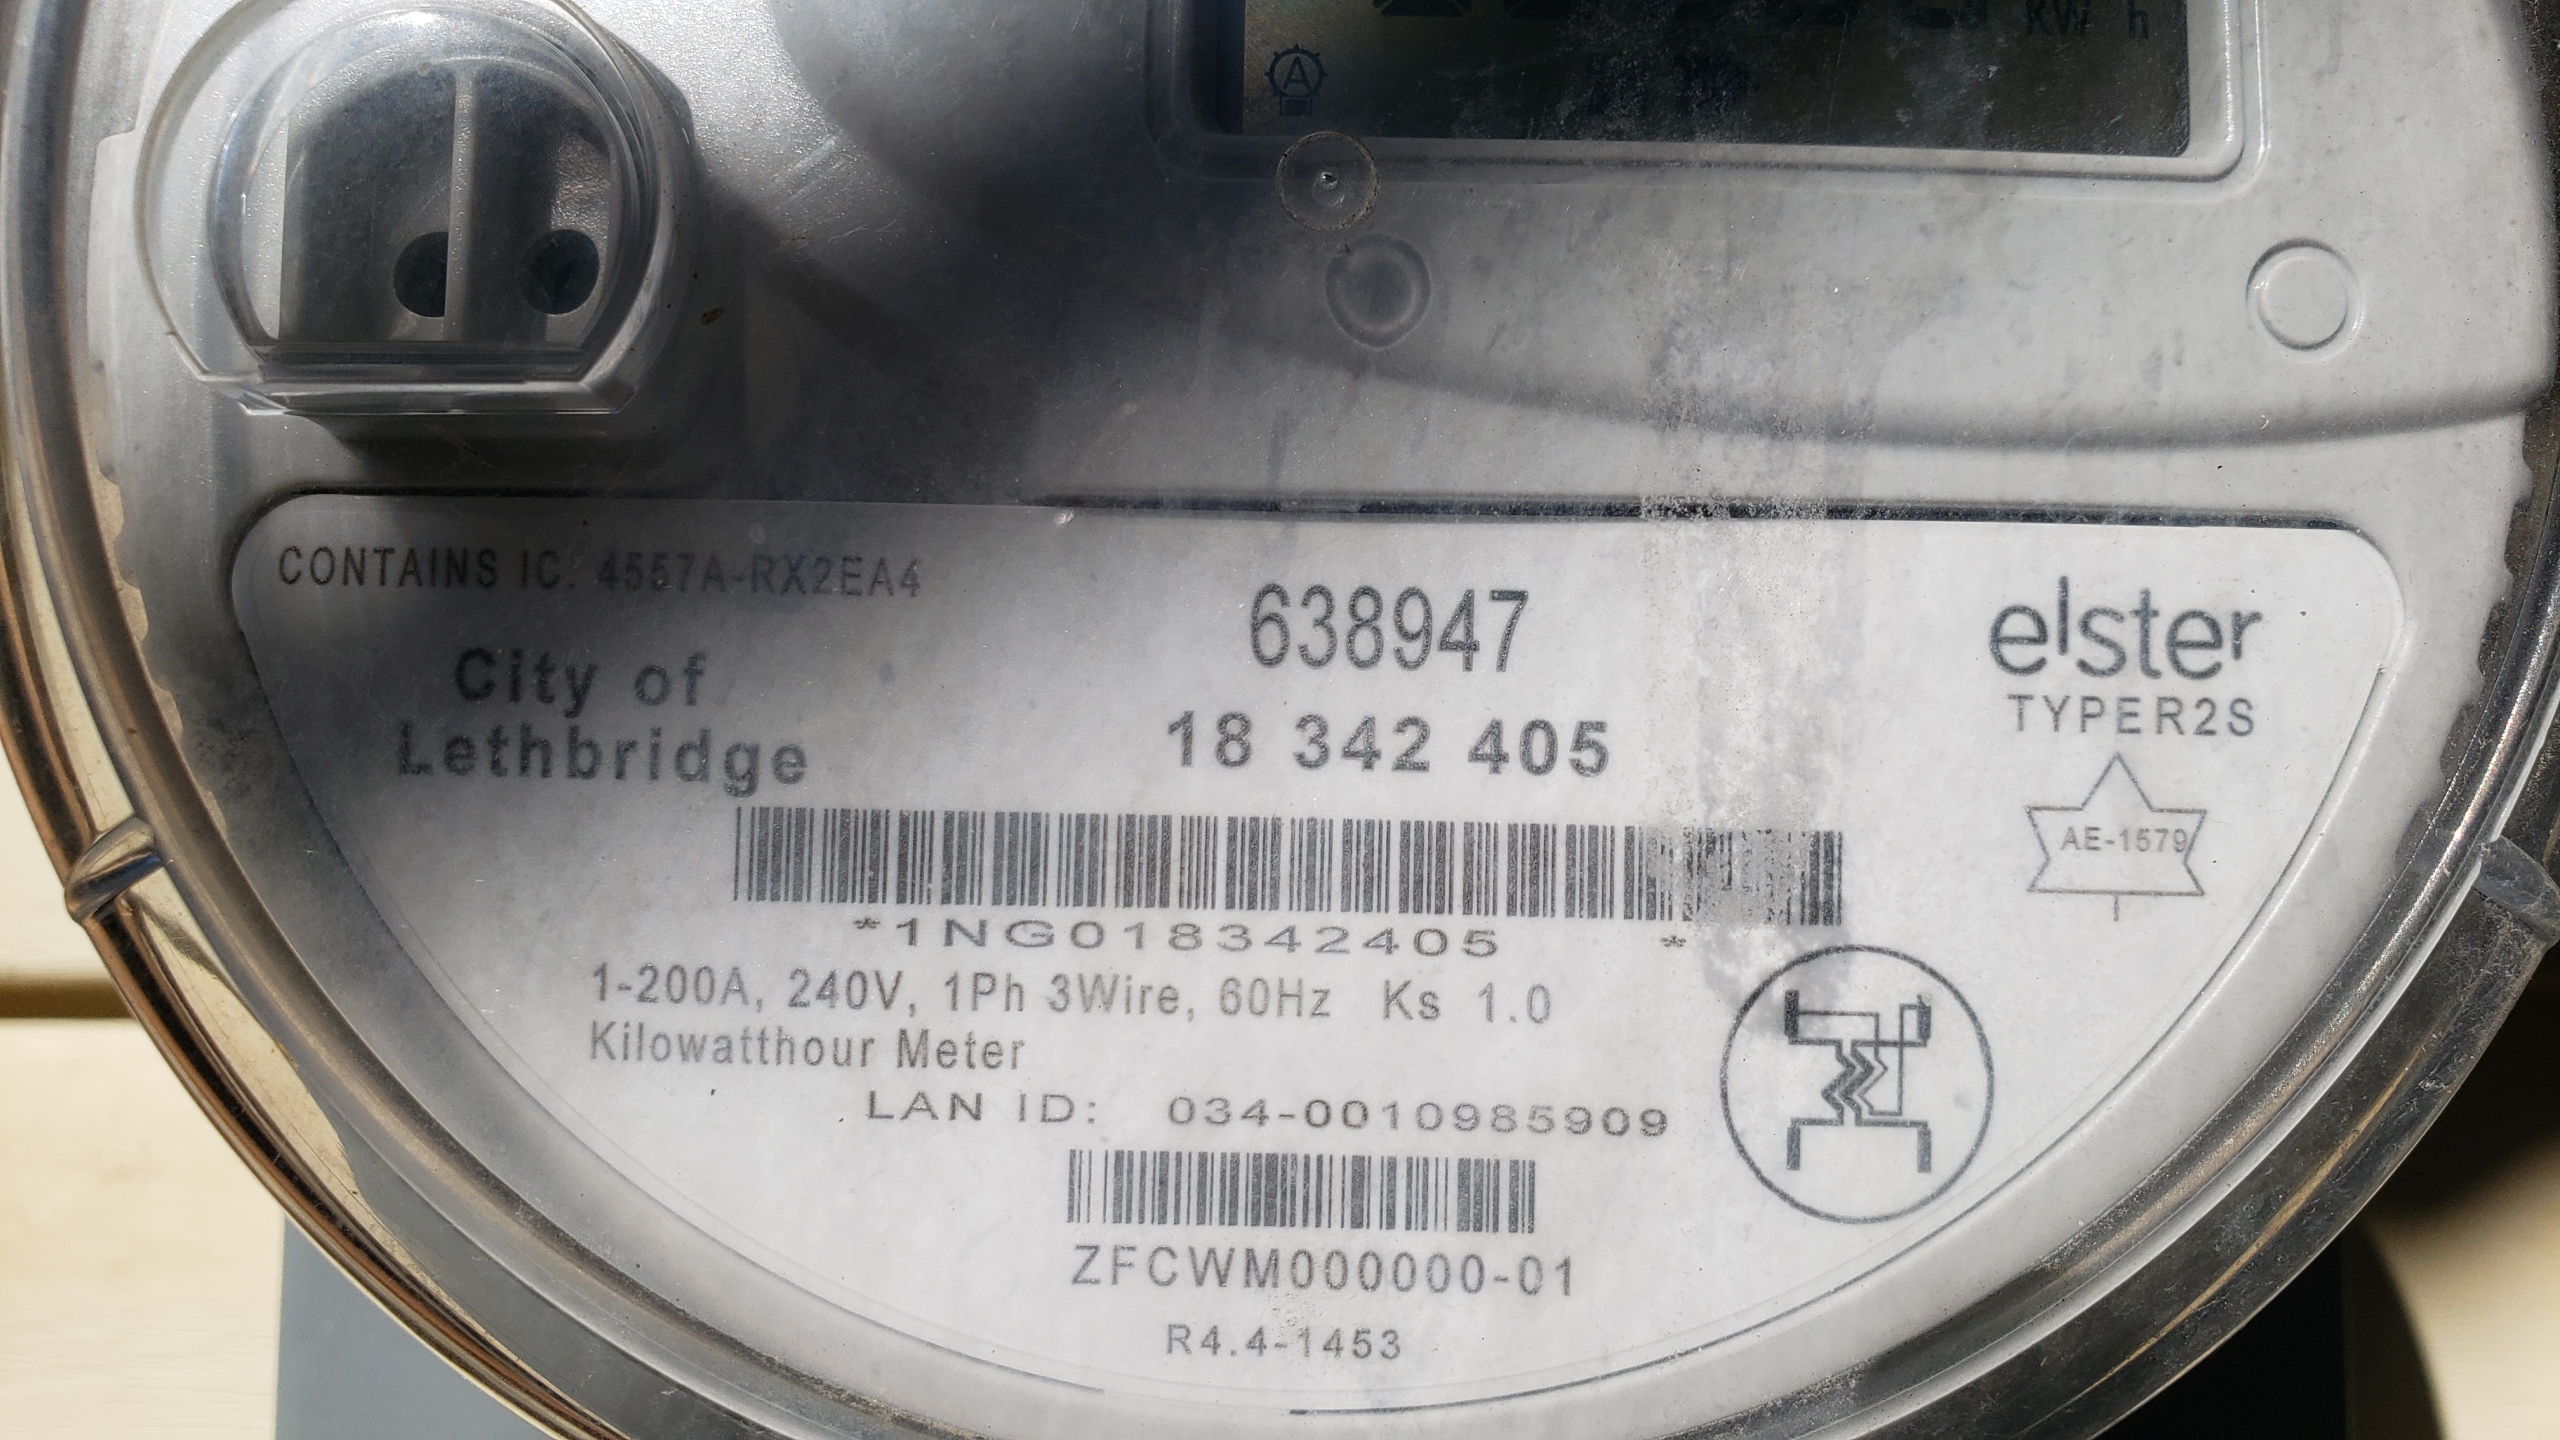 KW h
A
CONTAINS IC: 4557A-RX2EA4
City of
Lethbridge
638947
18 342 405
elster
TYPER2S
AE-1579
*1NG018342405 *
1-200A, 240V, 1Ph 3Wire, 60Hz Ks 1.0
Kilowatthour Meter
LAN ID: 034-0010985909
ZFCWM000000-01
R4.4-1453